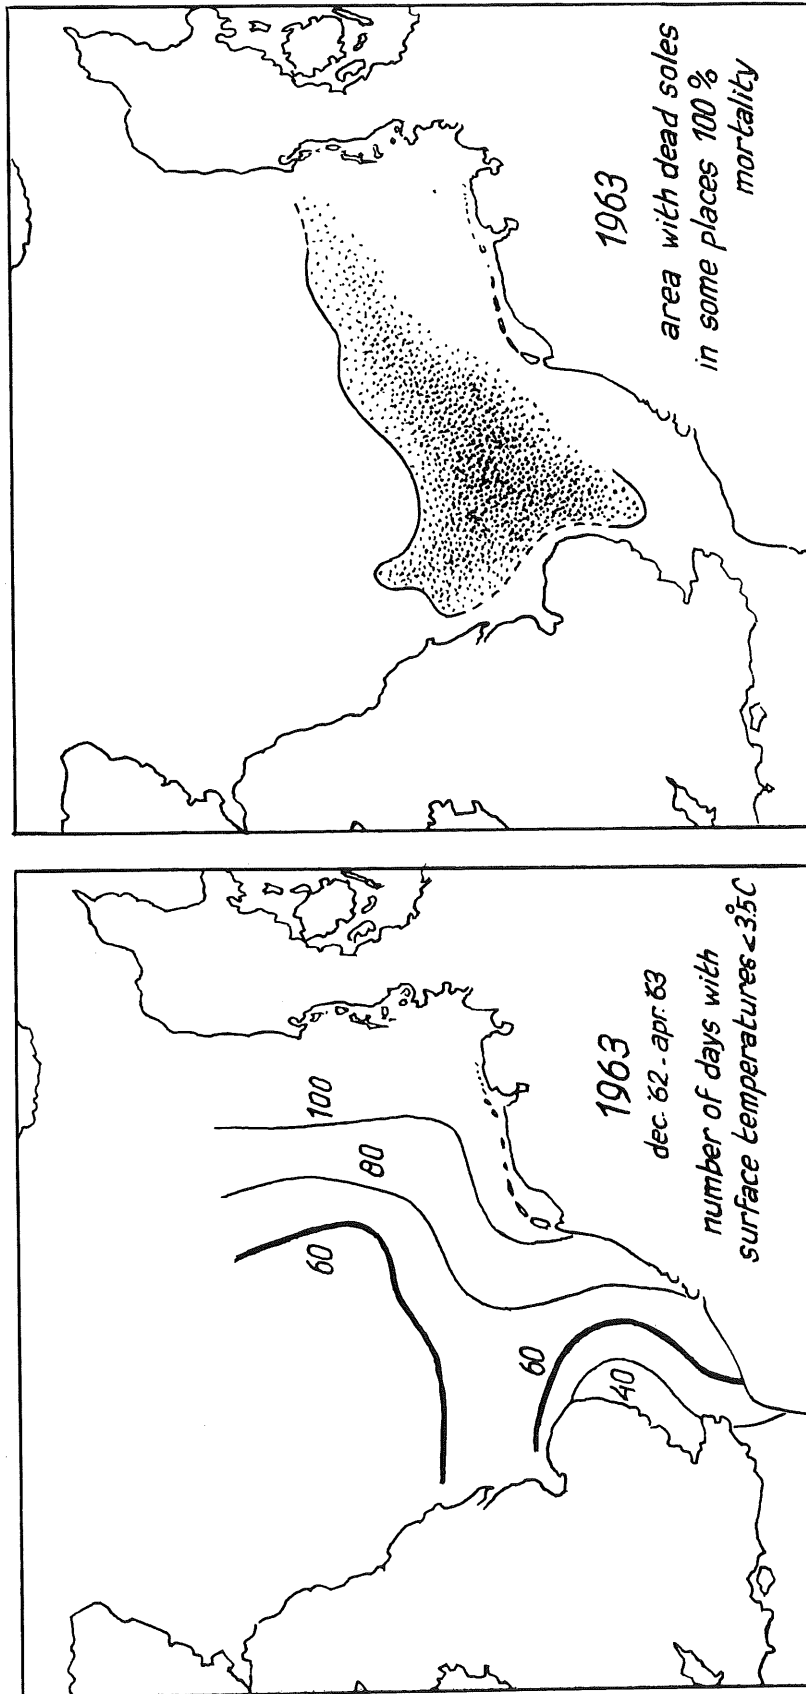 1963
area with dead soles
in some places 100 %
mortality
100
80
60
60
40
1963
dec. '62 - apr. '63
number of days with
surface temperatures < 3.5°C